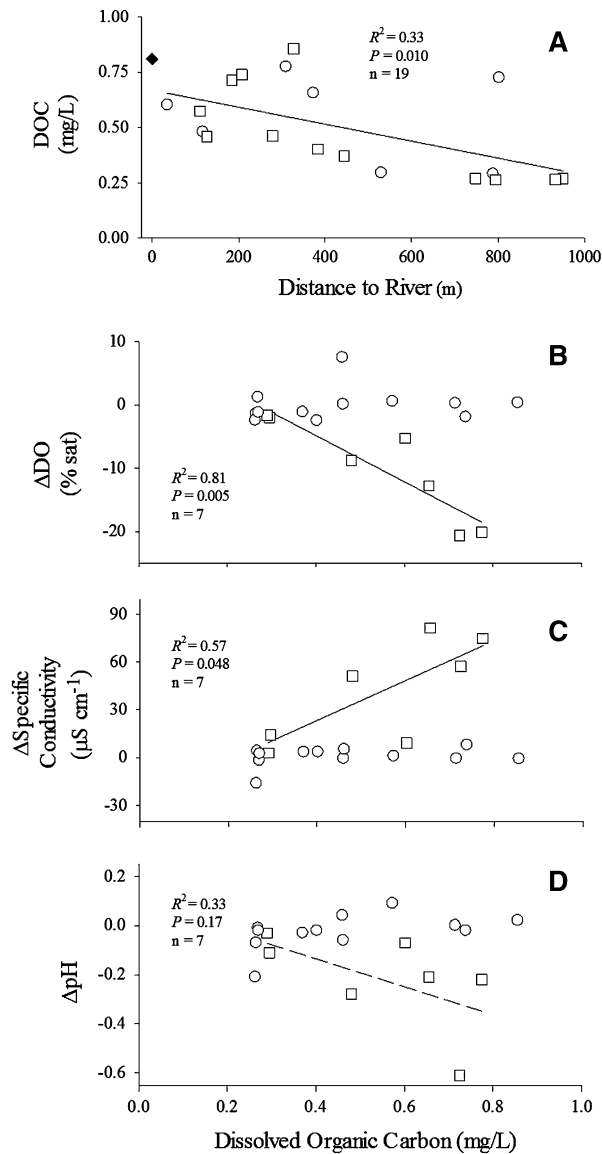 A
R² = 0.33
P = 0.010
n = 19
1.00
0.75
0.50
0.25
0.00
DOC
(mg/L)
0 200 400 600 800 1000
Distance to River (m)
B
10
0
-10
-20
ΔDO
(% sat)
R² = 0.81
P = 0.005
n = 7
C
90
60
30
0
-30
ΔSpecific
Conductivity
(µS cm⁻¹)
R² = 0.57
P = 0.048
n = 7
D
0.2
0.0
-0.2
-0.4
-0.6
ΔpH
R² = 0.33
P = 0.17
n = 7
0.0 0.2 0.4 0.6 0.8 1.0
Dissolved Organic Carbon (mg/L)